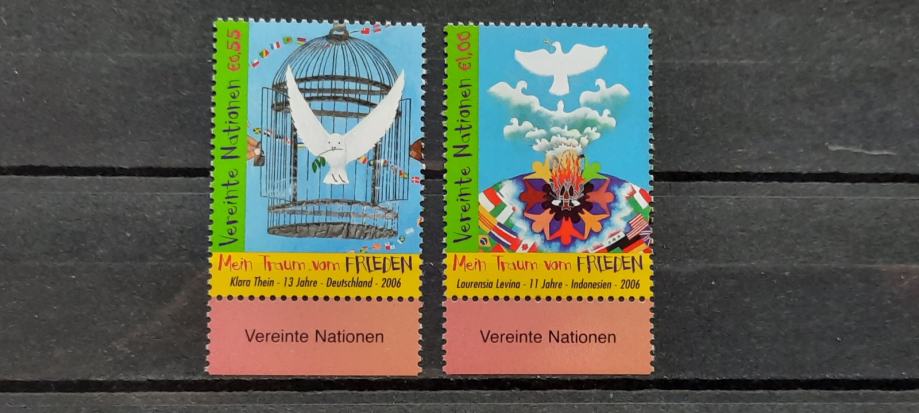 Vereinte Nationen €0,55
Mein Traum vom FRIEDEN
Klara Thein - 13 Jahre - Deutschland - 2006
Vereinte Nationen
Vereinte Nationen €1,00
Mein Traum vom FRIEDEN
Laurensia Levina - 11 Jahre - Indonesien - 2006
Vereinte Nationen